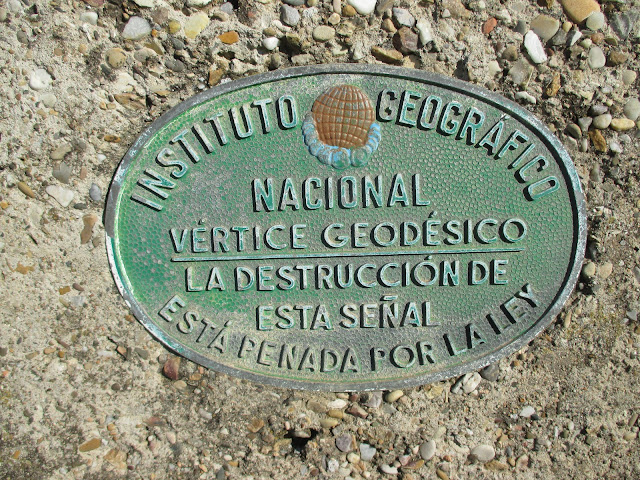 INSTITUTO GEOGRÁFICO
NACIONAL
VÉRTICE GEODÉSICO
LA DESTRUCCIÓN DE
ESTA SEÑAL
ESTÁ PENADA POR LA LEY